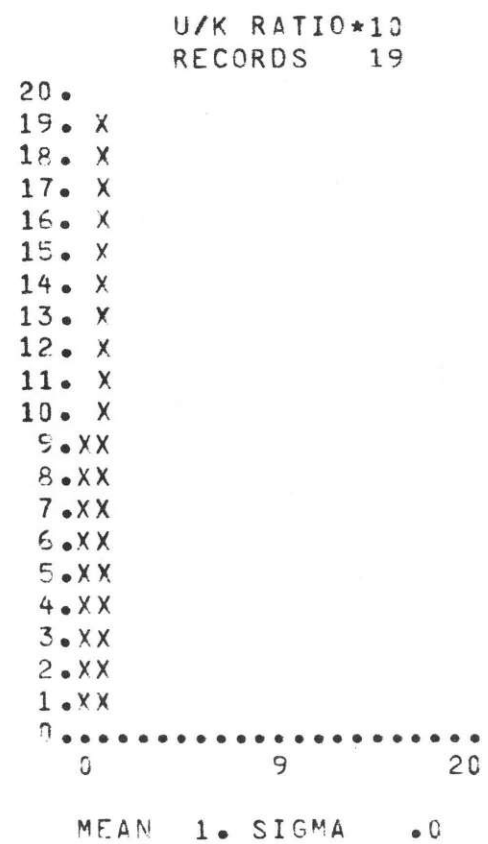 U/K RATIO*10
RECORDS 19
20.
19. X
18. X
17. X
16. X
15. X
14. X
13. X
12. X
11. X
10. X
9.XX
8.XX
7.XX
6.XX
5.XX
4.XX
3.XX
2.XX
1.XX
0.......................
0 9 20
MEAN 1. SIGMA .0